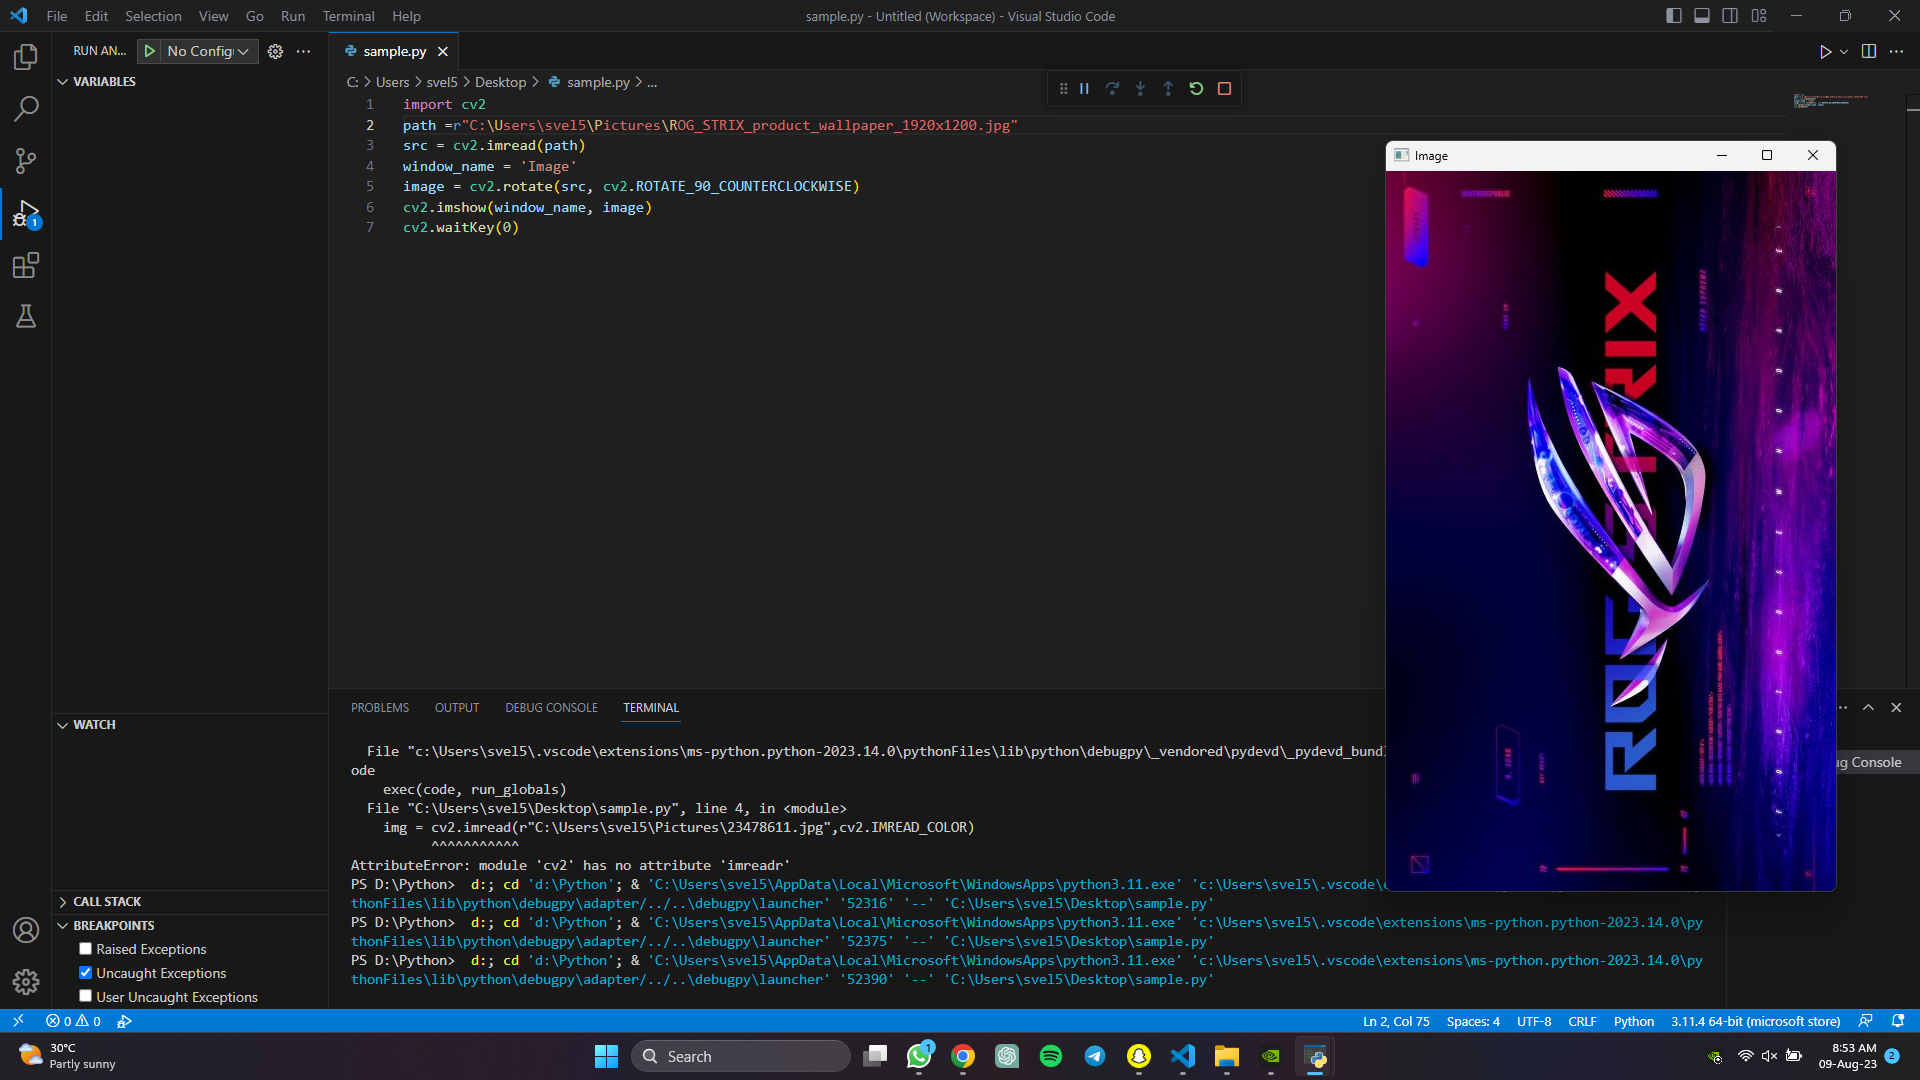 File Edit Selection View Go Run Terminal Help
sample.py - Untitled (Workspace) - Visual Studio Code
RUN AN... No Config
sample.py
VARIABLES
C: > Users > svel5 > Desktop > sample.py > ...
1 import cv2
2 path =r"C:\Users\svel5\Pictures\ROG_STRIX_product_wallpaper_1920x1200.jpg"
3 src = cv2.imread(path)
4 window_name = 'Image'
5 image = cv2.rotate(src, cv2.ROTATE_90_COUNTERCLOCKWISE)
6 cv2.imshow(window_name, image)
7 cv2.waitKey(0)
1
Image
WATCH
CALL STACK
BREAKPOINTS
Raised Exceptions
Uncaught Exceptions
User Uncaught Exceptions
PROBLEMS OUTPUT DEBUG CONSOLE TERMINAL
ug Console
File "c:\Users\svel5\.vscode\extensions\ms-python.python-2023.14.0\pythonFiles\lib\python\debugpy\_vendored\pydevd\_pydevd_bundl
ode
exec(code, run_globals)
File "C:\Users\svel5\Desktop\sample.py", line 4, in <module>
img = cv2.imread(r"C:\Users\svel5\Pictures\23478611.jpg",cv2.IMREAD_COLOR)
^^^^^^^^^^^
AttributeError: module 'cv2' has no attribute 'imreadr'
PS D:\Python> d:; cd 'd:\Python'; & 'C:\Users\svel5\AppData\Local\Microsoft\WindowsApps\python3.11.exe' 'c:\Users\svel5\.vscode\e
thonFiles\lib\python\debugpy\adapter/../..\debugpy\launcher' '52316' '--' 'C:\Users\svel5\Desktop\sample.py'
PS D:\Python> d:; cd 'd:\Python'; & 'C:\Users\svel5\AppData\Local\Microsoft\WindowsApps\python3.11.exe' 'c:\Users\svel5\.vscode\extensions\ms-python.python-2023.14.0\py
thonFiles\lib\python\debugpy\adapter/../..\debugpy\launcher' '52375' '--' 'C:\Users\svel5\Desktop\sample.py'
PS D:\Python> d:; cd 'd:\Python'; & 'C:\Users\svel5\AppData\Local\Microsoft\WindowsApps\python3.11.exe' 'c:\Users\svel5\.vscode\extensions\ms-python.python-2023.14.0\py
thonFiles\lib\python\debugpy\adapter/../..\debugpy\launcher' '52390' '--' 'C:\Users\svel5\Desktop\sample.py'
0 0
Ln 2, Col 75 Spaces: 4 UTF-8 CRLF Python 3.11.4 64-bit (microsoft store)
30°C
Partly sunny
Search
1
8:53 AM
09-Aug-23
2